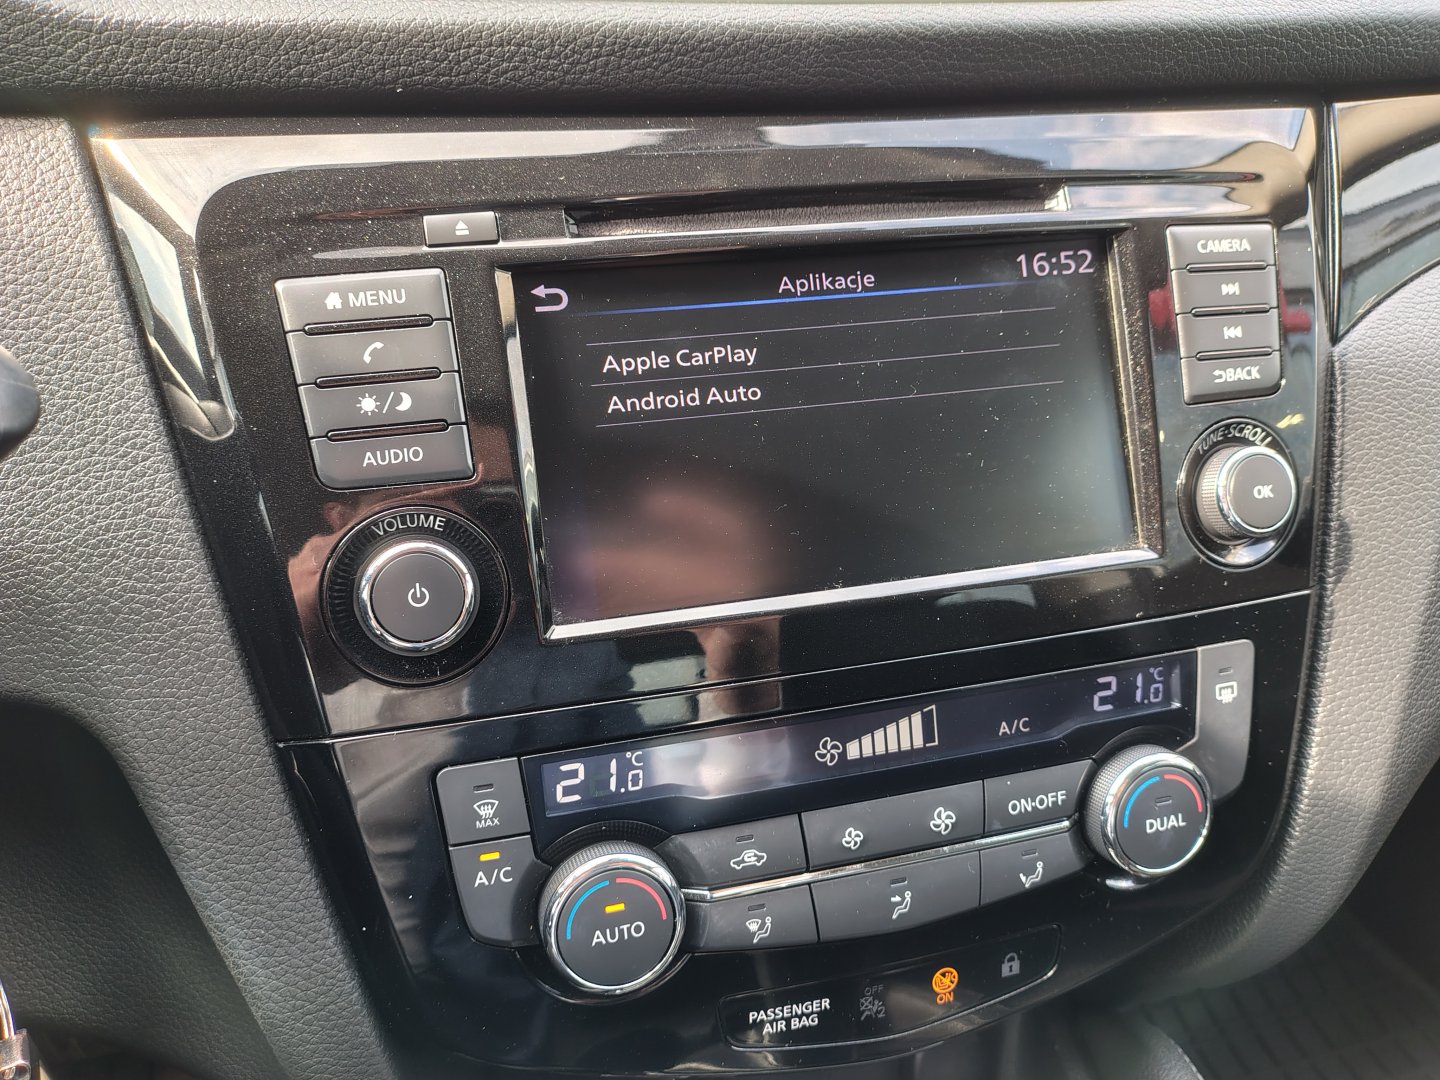 Aplikacje
16:52
Apple CarPlay
Android Auto
MENU
AUDIO
VOLUME
CAMERA
BACK
TUNE·SCROLL
OK
21.0 °C
A/C
21.0 °C
MAX
A/C
AUTO
ON·OFF
DUAL
PASSENGER
AIR BAG
OFF
2
ON